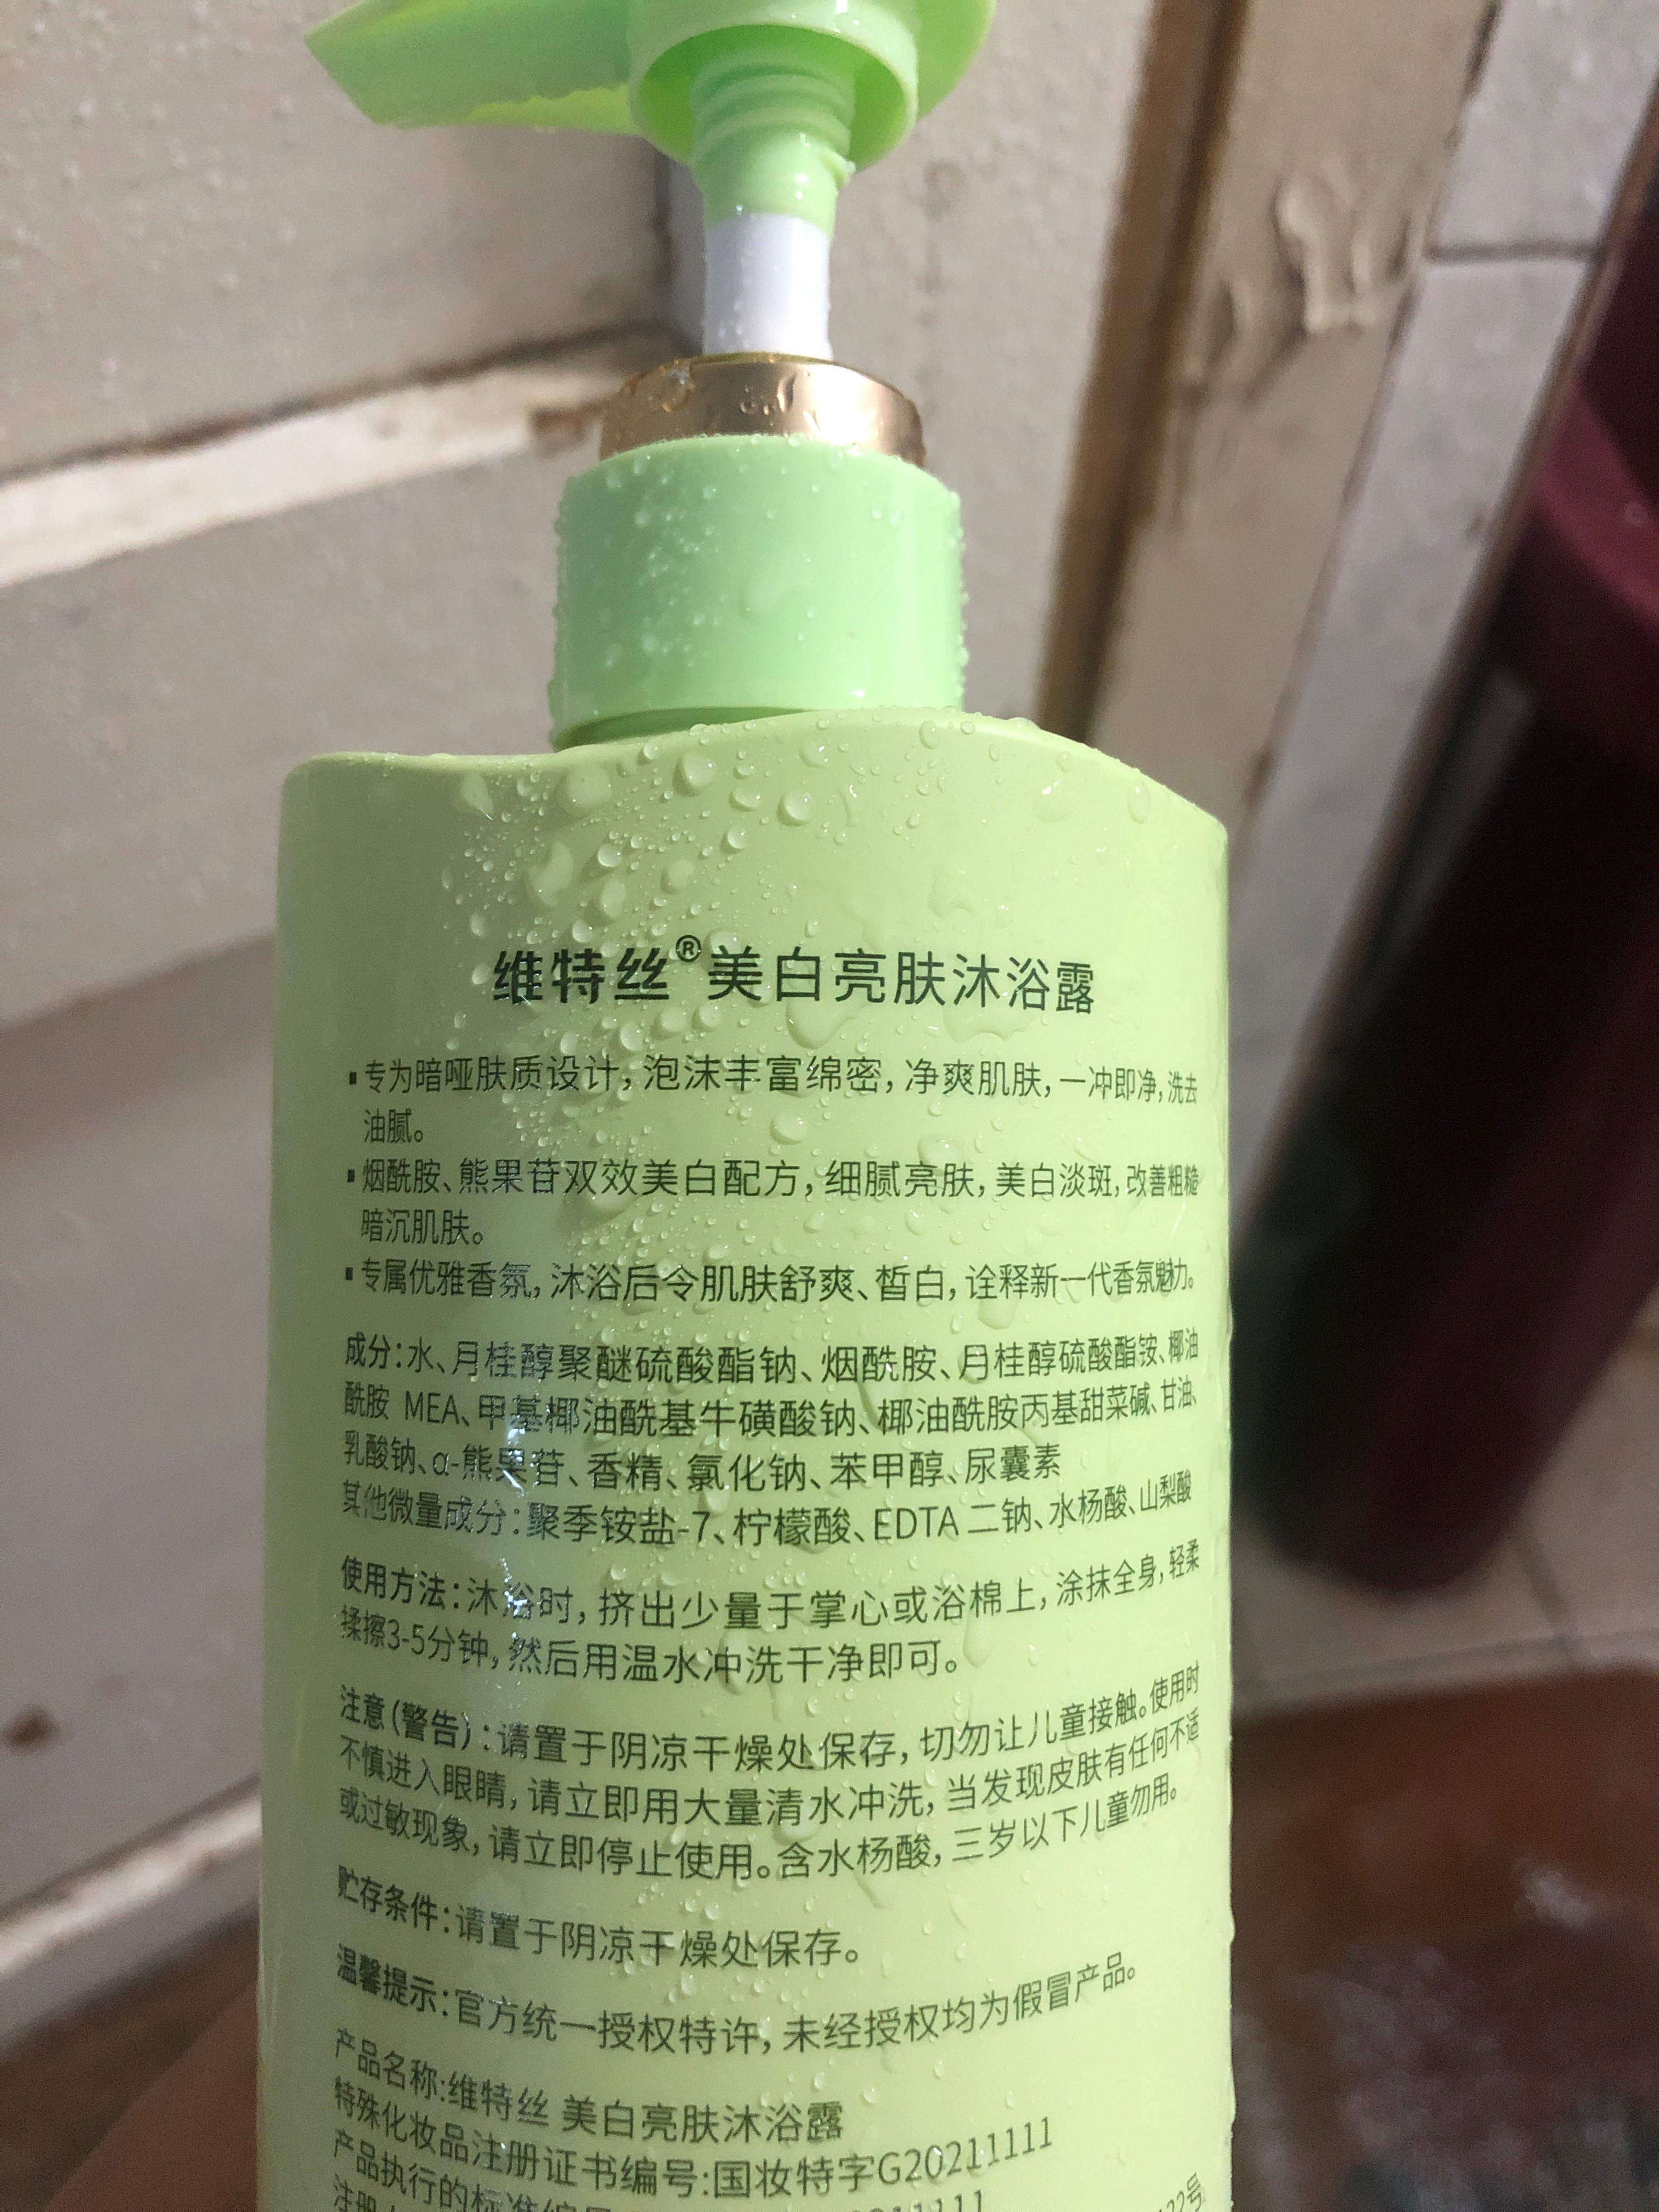 维特丝®美白亮肤沐浴露
▪专为暗哑肤质设计，泡沫丰富绵密，净爽肌肤，一冲即净，洗去
油腻。
▪烟酰胺、熊果苷双效美白配方，细腻亮肤，美白淡斑，改善粗糙
暗沉肌肤。
▪专属优雅香氛，沐浴后令肌肤舒爽、皙白，诠释新一代香氛魅力。
成分：水、月桂醇聚醚硫酸酯钠、烟酰胺、月桂醇硫酸酯铵、椰油
酰胺 MEA、甲基椰油酰基牛磺酸钠、椰油酰胺丙基甜菜碱、甘油、
乳酸钠、α-熊果苷、香精、氯化钠、苯甲醇、尿囊素
其他微量成分：聚季铵盐-7、柠檬酸、EDTA 二钠、水杨酸、山梨酸
使用方法：沐浴时，挤出少量于掌心或浴棉上，涂抹全身，轻柔
揉擦3-5分钟，然后用温水冲洗干净即可。
注意（警告）：请置于阴凉干燥处保存，切勿让儿童接触。使用时
不慎进入眼睛，请立即用大量清水冲洗，当发现皮肤有任何不适
或过敏现象，请立即停止使用。含水杨酸，三岁以下儿童勿用。
贮存条件：请置于阴凉干燥处保存。
温馨提示：官方统一授权特许，未经授权均为假冒产品。
产品名称:维特丝 美白亮肤沐浴露
特殊化妆品注册证书编号:国妆特字G20211111
产品执行的标准编号
注册